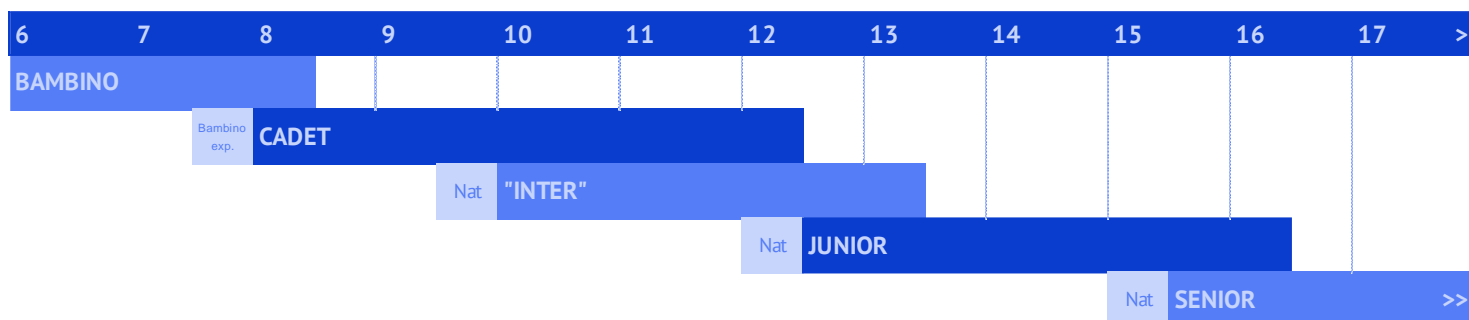 6 7 8 9 10 11 12 13 14 15 16 17 >
BAMBINO
Bambino
exp.
CADET
Nat "INTER"
Nat JUNIOR
Nat SENIOR >>